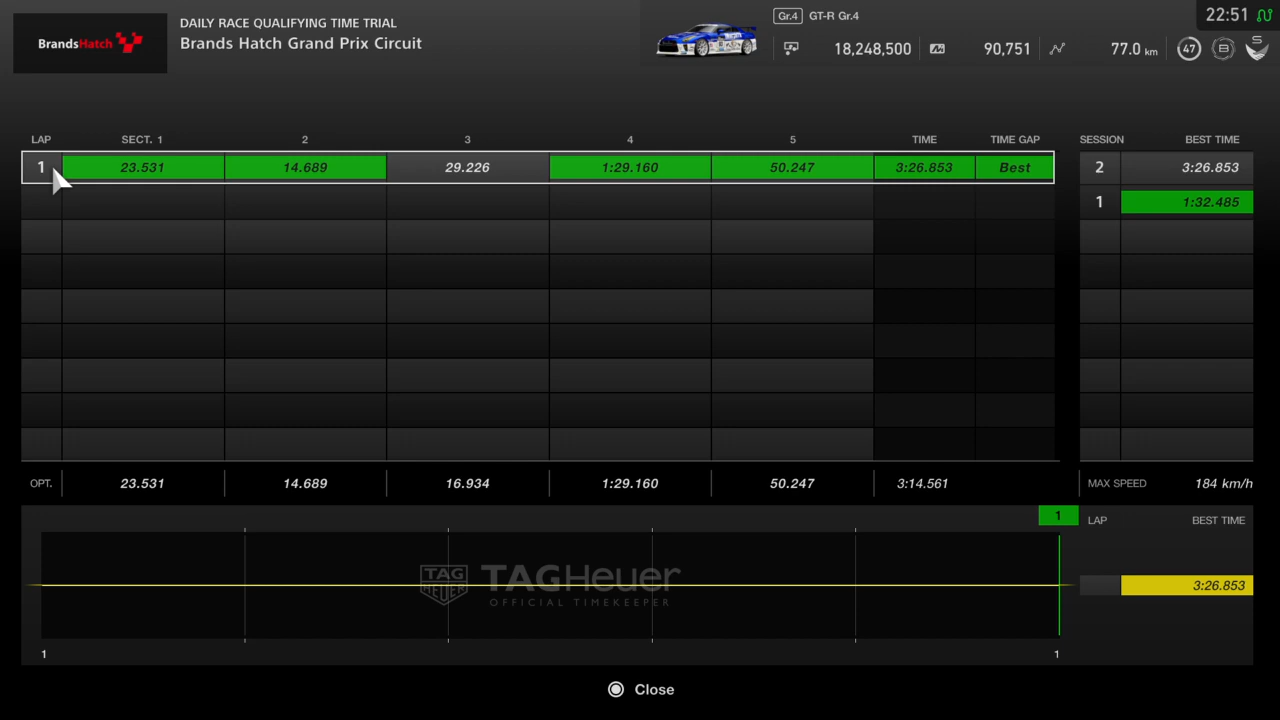 BrandsHatch
DAILY RACE QUALIFYING TIME TRIAL
Brands Hatch Grand Prix Circuit
Gr.4 GT-R Gr.4
18,248,500 90,751 77.0 km 47 B S
22:51
LAP SECT. 1 2 3 4 5 TIME TIME GAP SESSION BEST TIME
1 23.531 14.689 29.226 1:29.160 50.247 3:26.853 Best 2 3:26.853
1 1:32.485
OPT. 23.531 14.689 16.934 1:29.160 50.247 3:14.561 MAX SPEED 184 km/h
1 LAP BEST TIME
TAG HEUER TAGHeuer
OFFICIAL TIMEKEEPER
3:26.853
1 1
Close